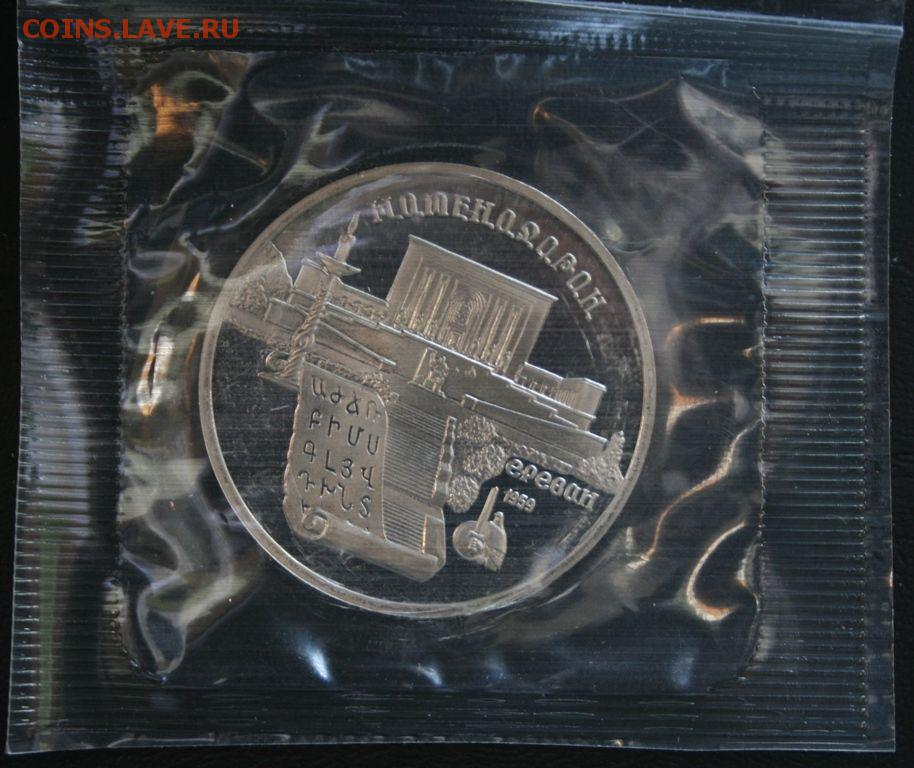 COINS.LAVE.RU
МАТЕНАДАРАН
Ա Ժ Ճ Ռ
Բ Ի Մ Ս
Գ Լ Յ Վ
Դ Խ Ն Տ
ЕРЕВАН
1959